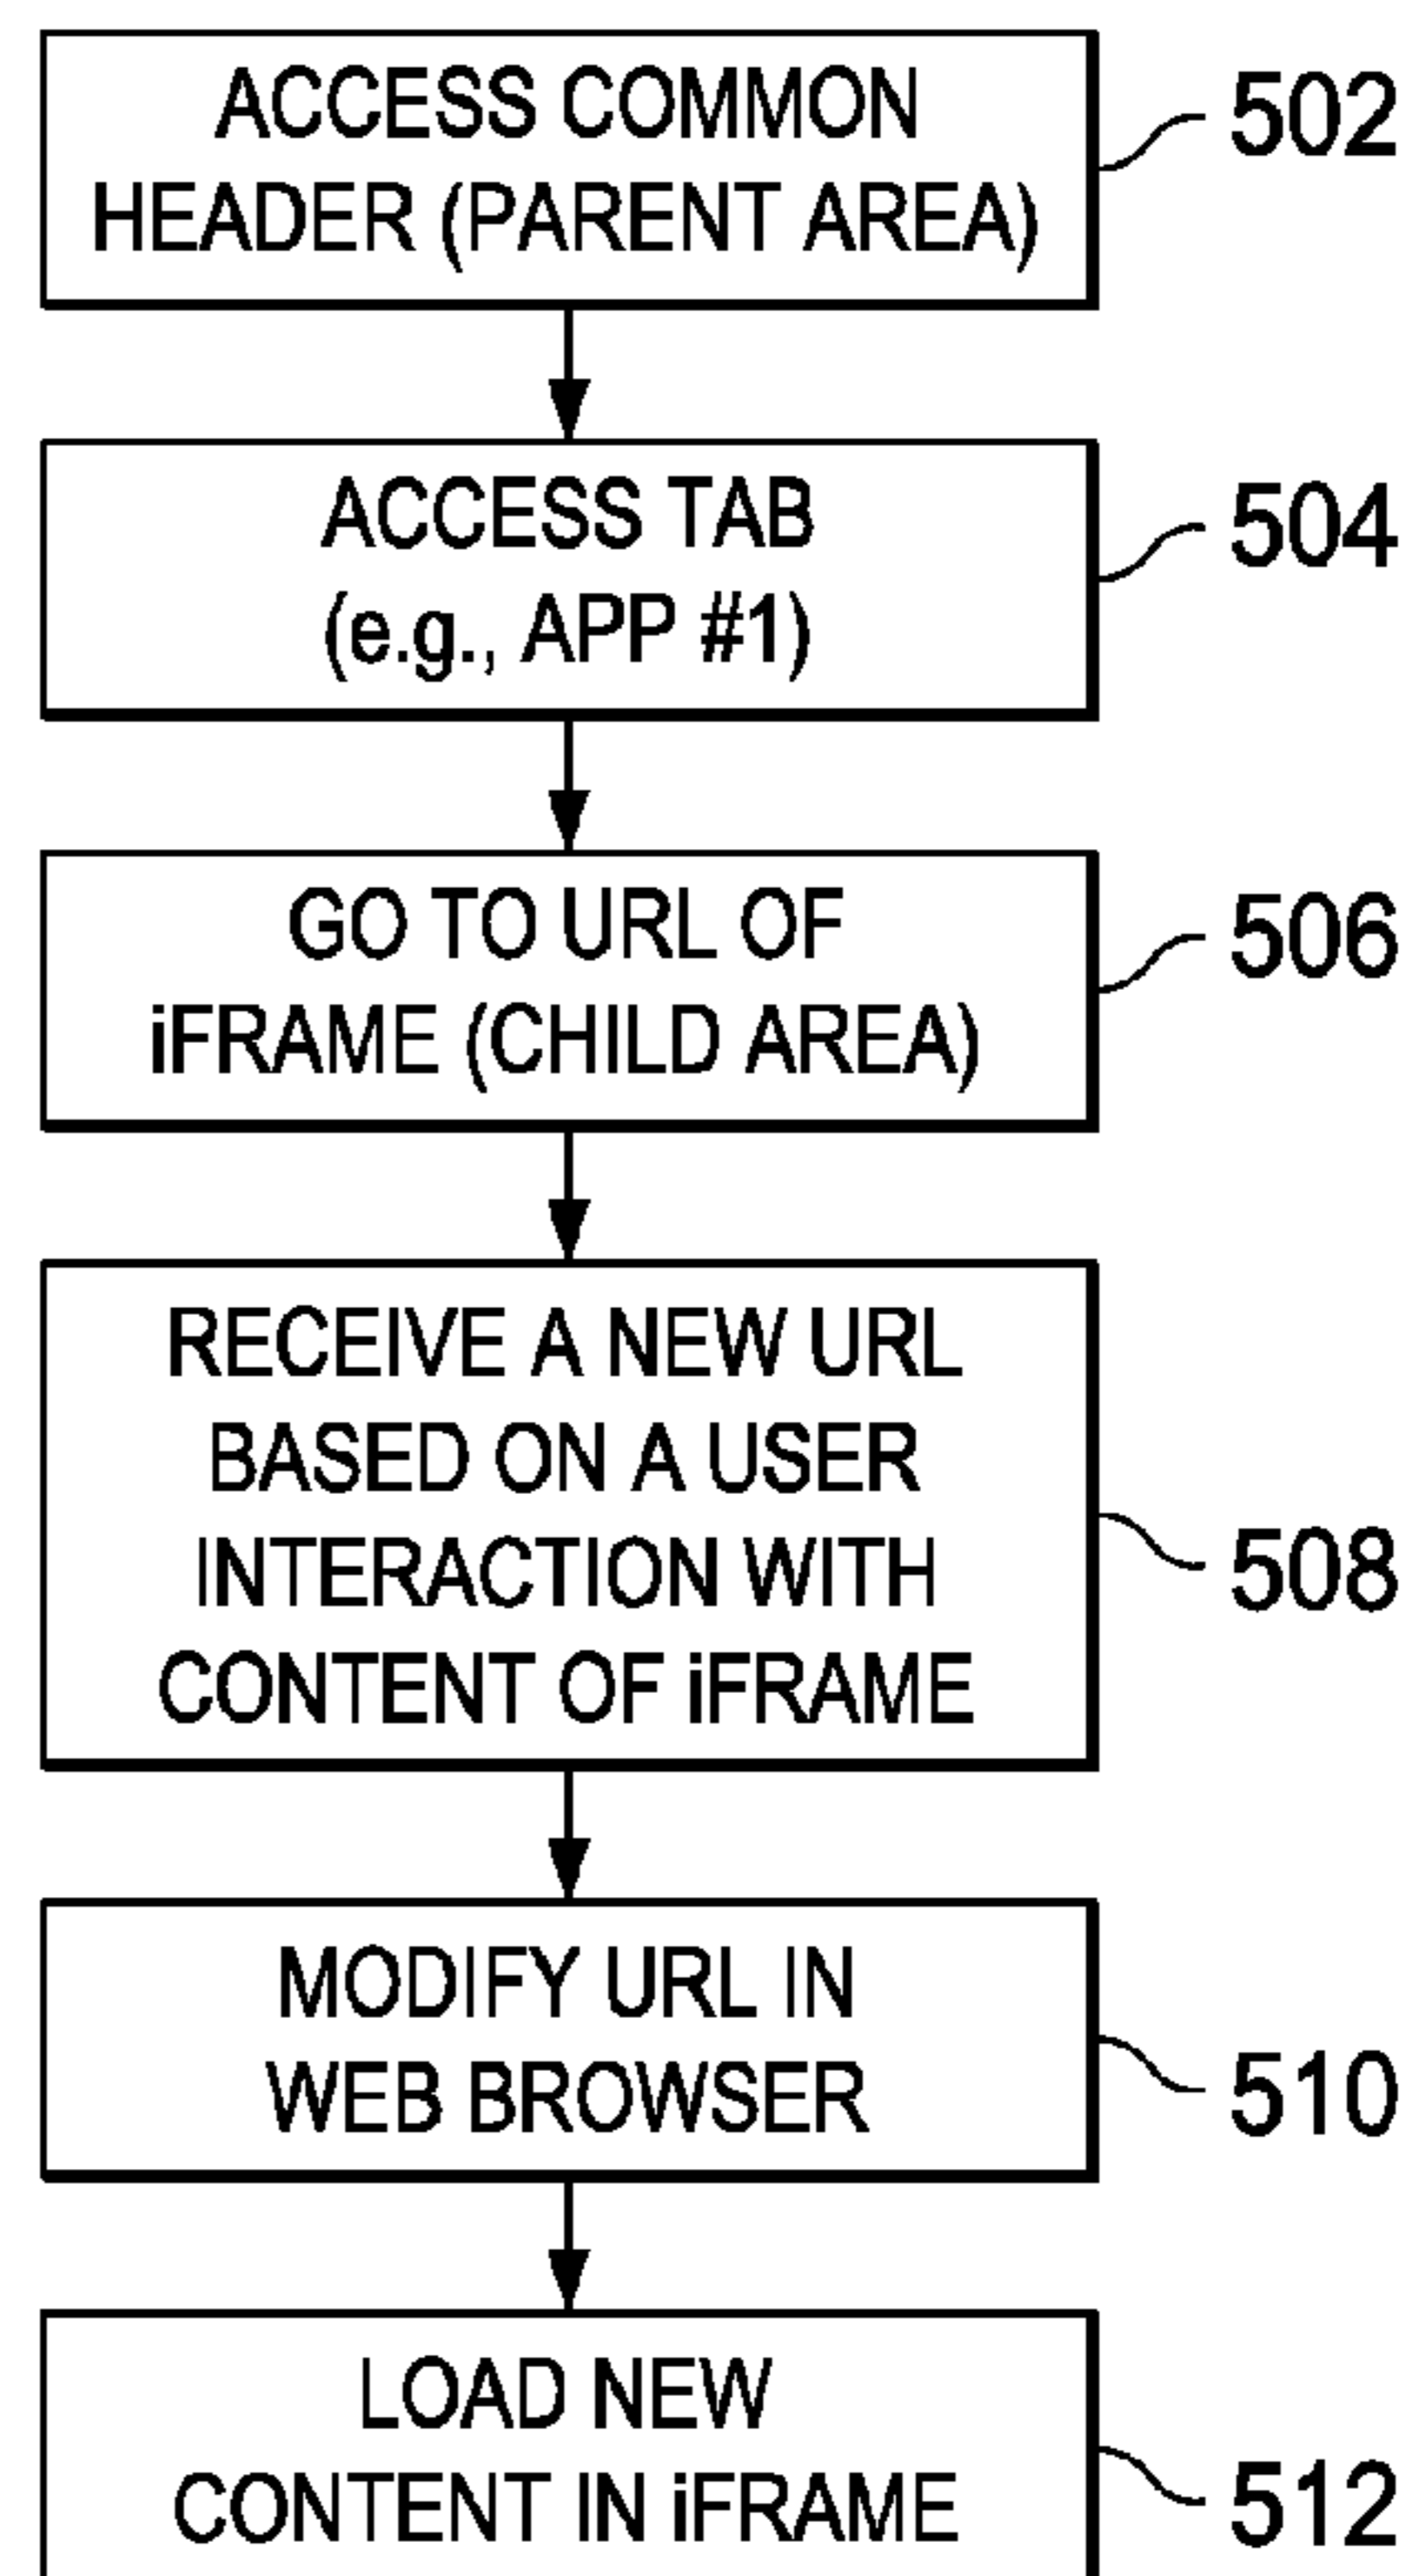 ACCESS COMMON
HEADER (PARENT AREA)
502
ACCESS TAB
(e.g., APP #1)
504
GO TO URL OF
iFRAME (CHILD AREA)
506
RECEIVE A NEW URL
BASED ON A USER
INTERACTION WITH
CONTENT OF iFRAME
508
MODIFY URL IN
WEB BROWSER
510
LOAD NEW
CONTENT IN iFRAME
512